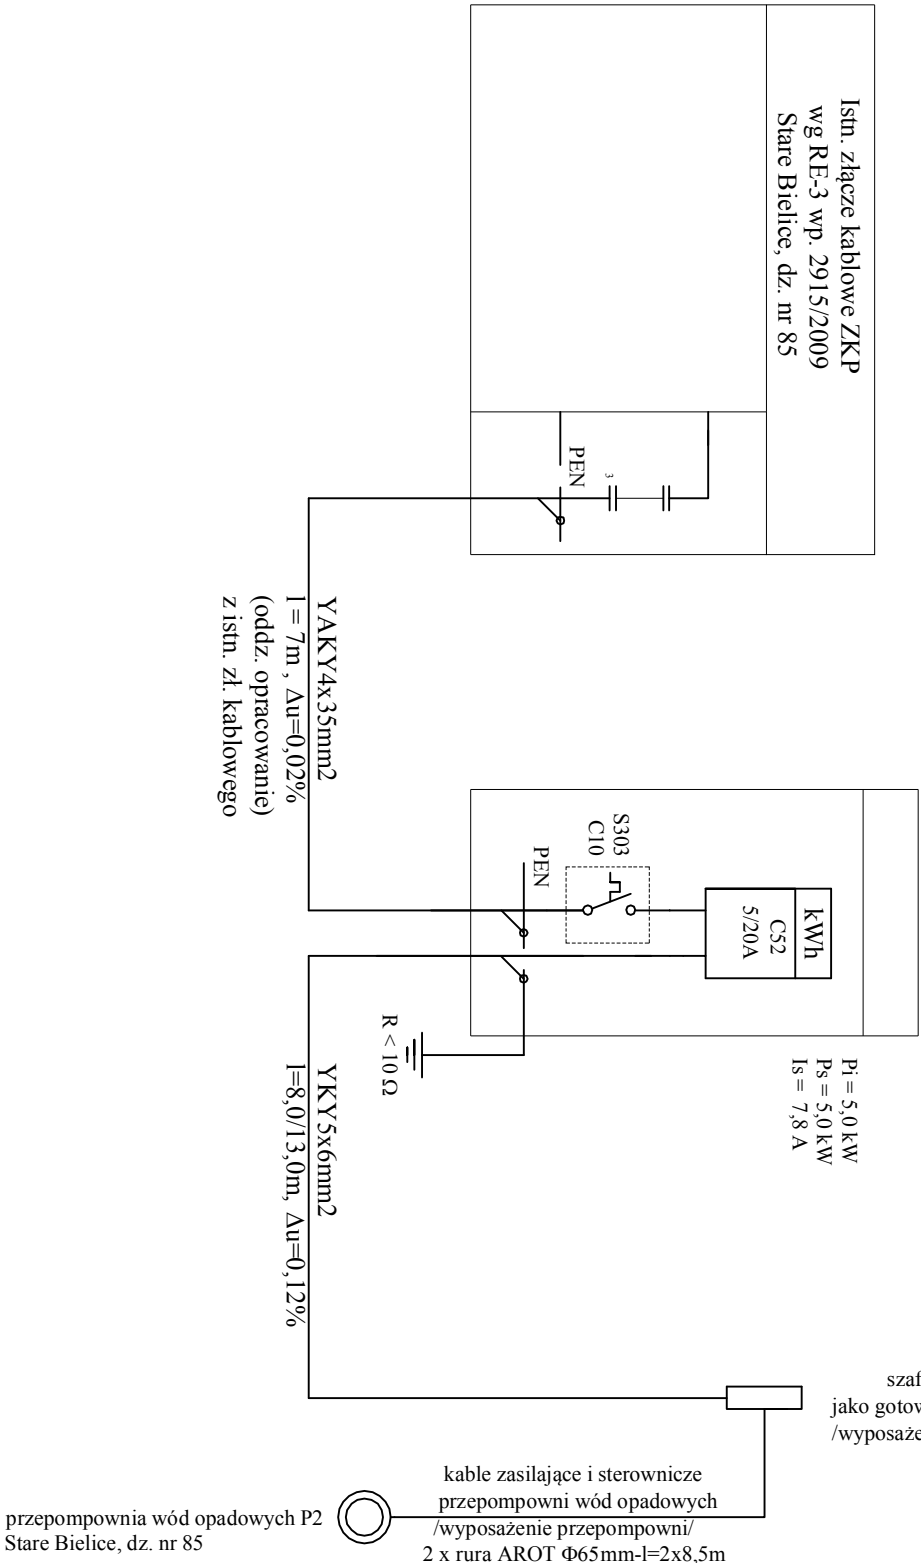 Istn. złącze kablowe ZKP
wg RE-3 wp. 2915/2009
Stare Bielice, dz. nr 85
PEN
3
YAKY4x35mm2
l= 7m , Δu=0,02%
(oddz. opracowanie)
z istn. zł. kablowego
kWh
C52
5/20A
S303
C10
PEN
R < 10 Ω
Pi = 5,0 kW
Ps = 5,0 kW
Is = 7,8 A
YKY5x6mm2
l=8,0/13,0m, Δu=0,12%
szaf
jako gotow
/wyposaże
kable zasilające i sterownicze
przepompowni wód opadowych
/wyposażenie przepompowni/
2 x rura AROT Φ65mm-l=2x8,5m
przepompownia wód opadowych P2
Stare Bielice, dz. nr 85